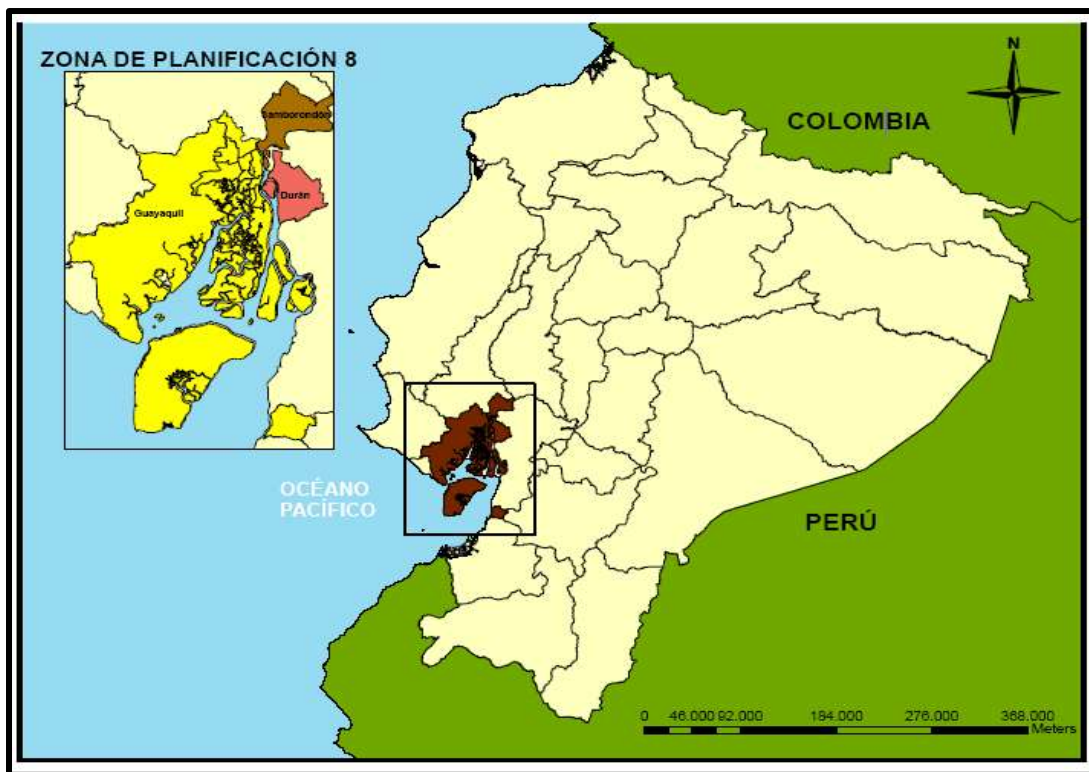 ZONA DE PLANIFICACIÓN 8
N
Samborondón
COLOMBIA
Durán
Guayaquil
OCÉANO
PACÍFICO
PERÚ
0 46.000 92.000 184.000 276.000 368.000
Meters